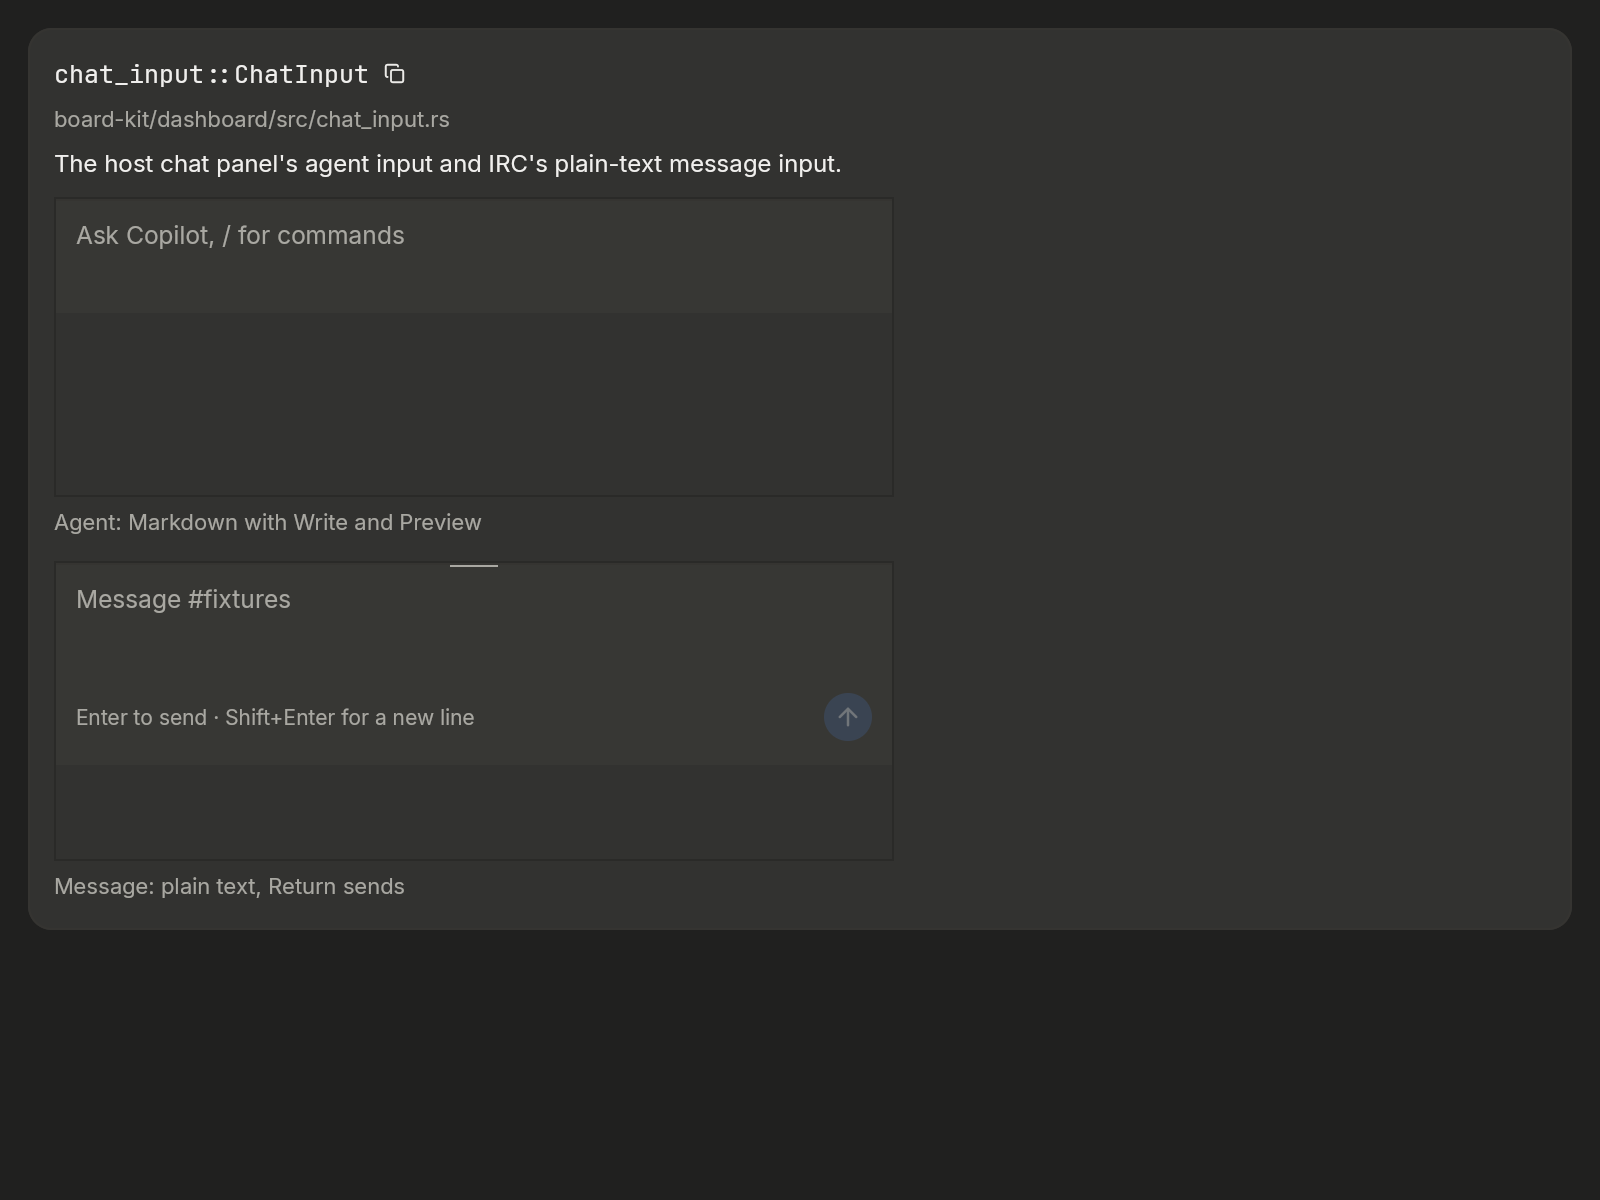 chat_input::ChatInput
board-kit/dashboard/src/chat_input.rs
The host chat panel's agent input and IRC's plain-text message input.
Ask Copilot, / for commands
Agent: Markdown with Write and Preview
Message #fixtures
Enter to send · Shift+Enter for a new line
Message: plain text, Return sends